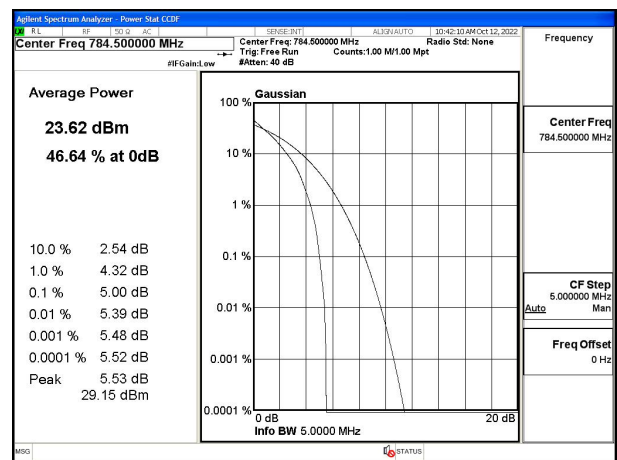 Agilent Spectrum Analyzer - Power Stat CCDF
RL RF 50 Ω AC SENSE:INT ALIGN AUTO 10:42:10 AM Oct 12, 2022
Center Freq 784.500000 MHz
Center Freq: 784.500000 MHz Radio Std: None
Trig: Free Run Counts:1.00 M/1.00 Mpt
#IFGain:Low #Atten: 40 dB
Frequency
Average Power
23.62 dBm
46.64 % at 0dB
10.0 % 2.54 dB
1.0 % 4.32 dB
0.1 % 5.00 dB
0.01 % 5.39 dB
0.001 % 5.48 dB
0.0001 % 5.52 dB
Peak 5.53 dB
29.15 dBm
Gaussian
100 %
10 %
1 %
0.1 %
0.01 %
0.001 %
0.0001 %
0 dB 20 dB
Info BW 5.0000 MHz
Center Freq
784.500000 MHz
CF Step
5.000000 MHz
Auto Man
Freq Offset
0 Hz
MSG STATUS